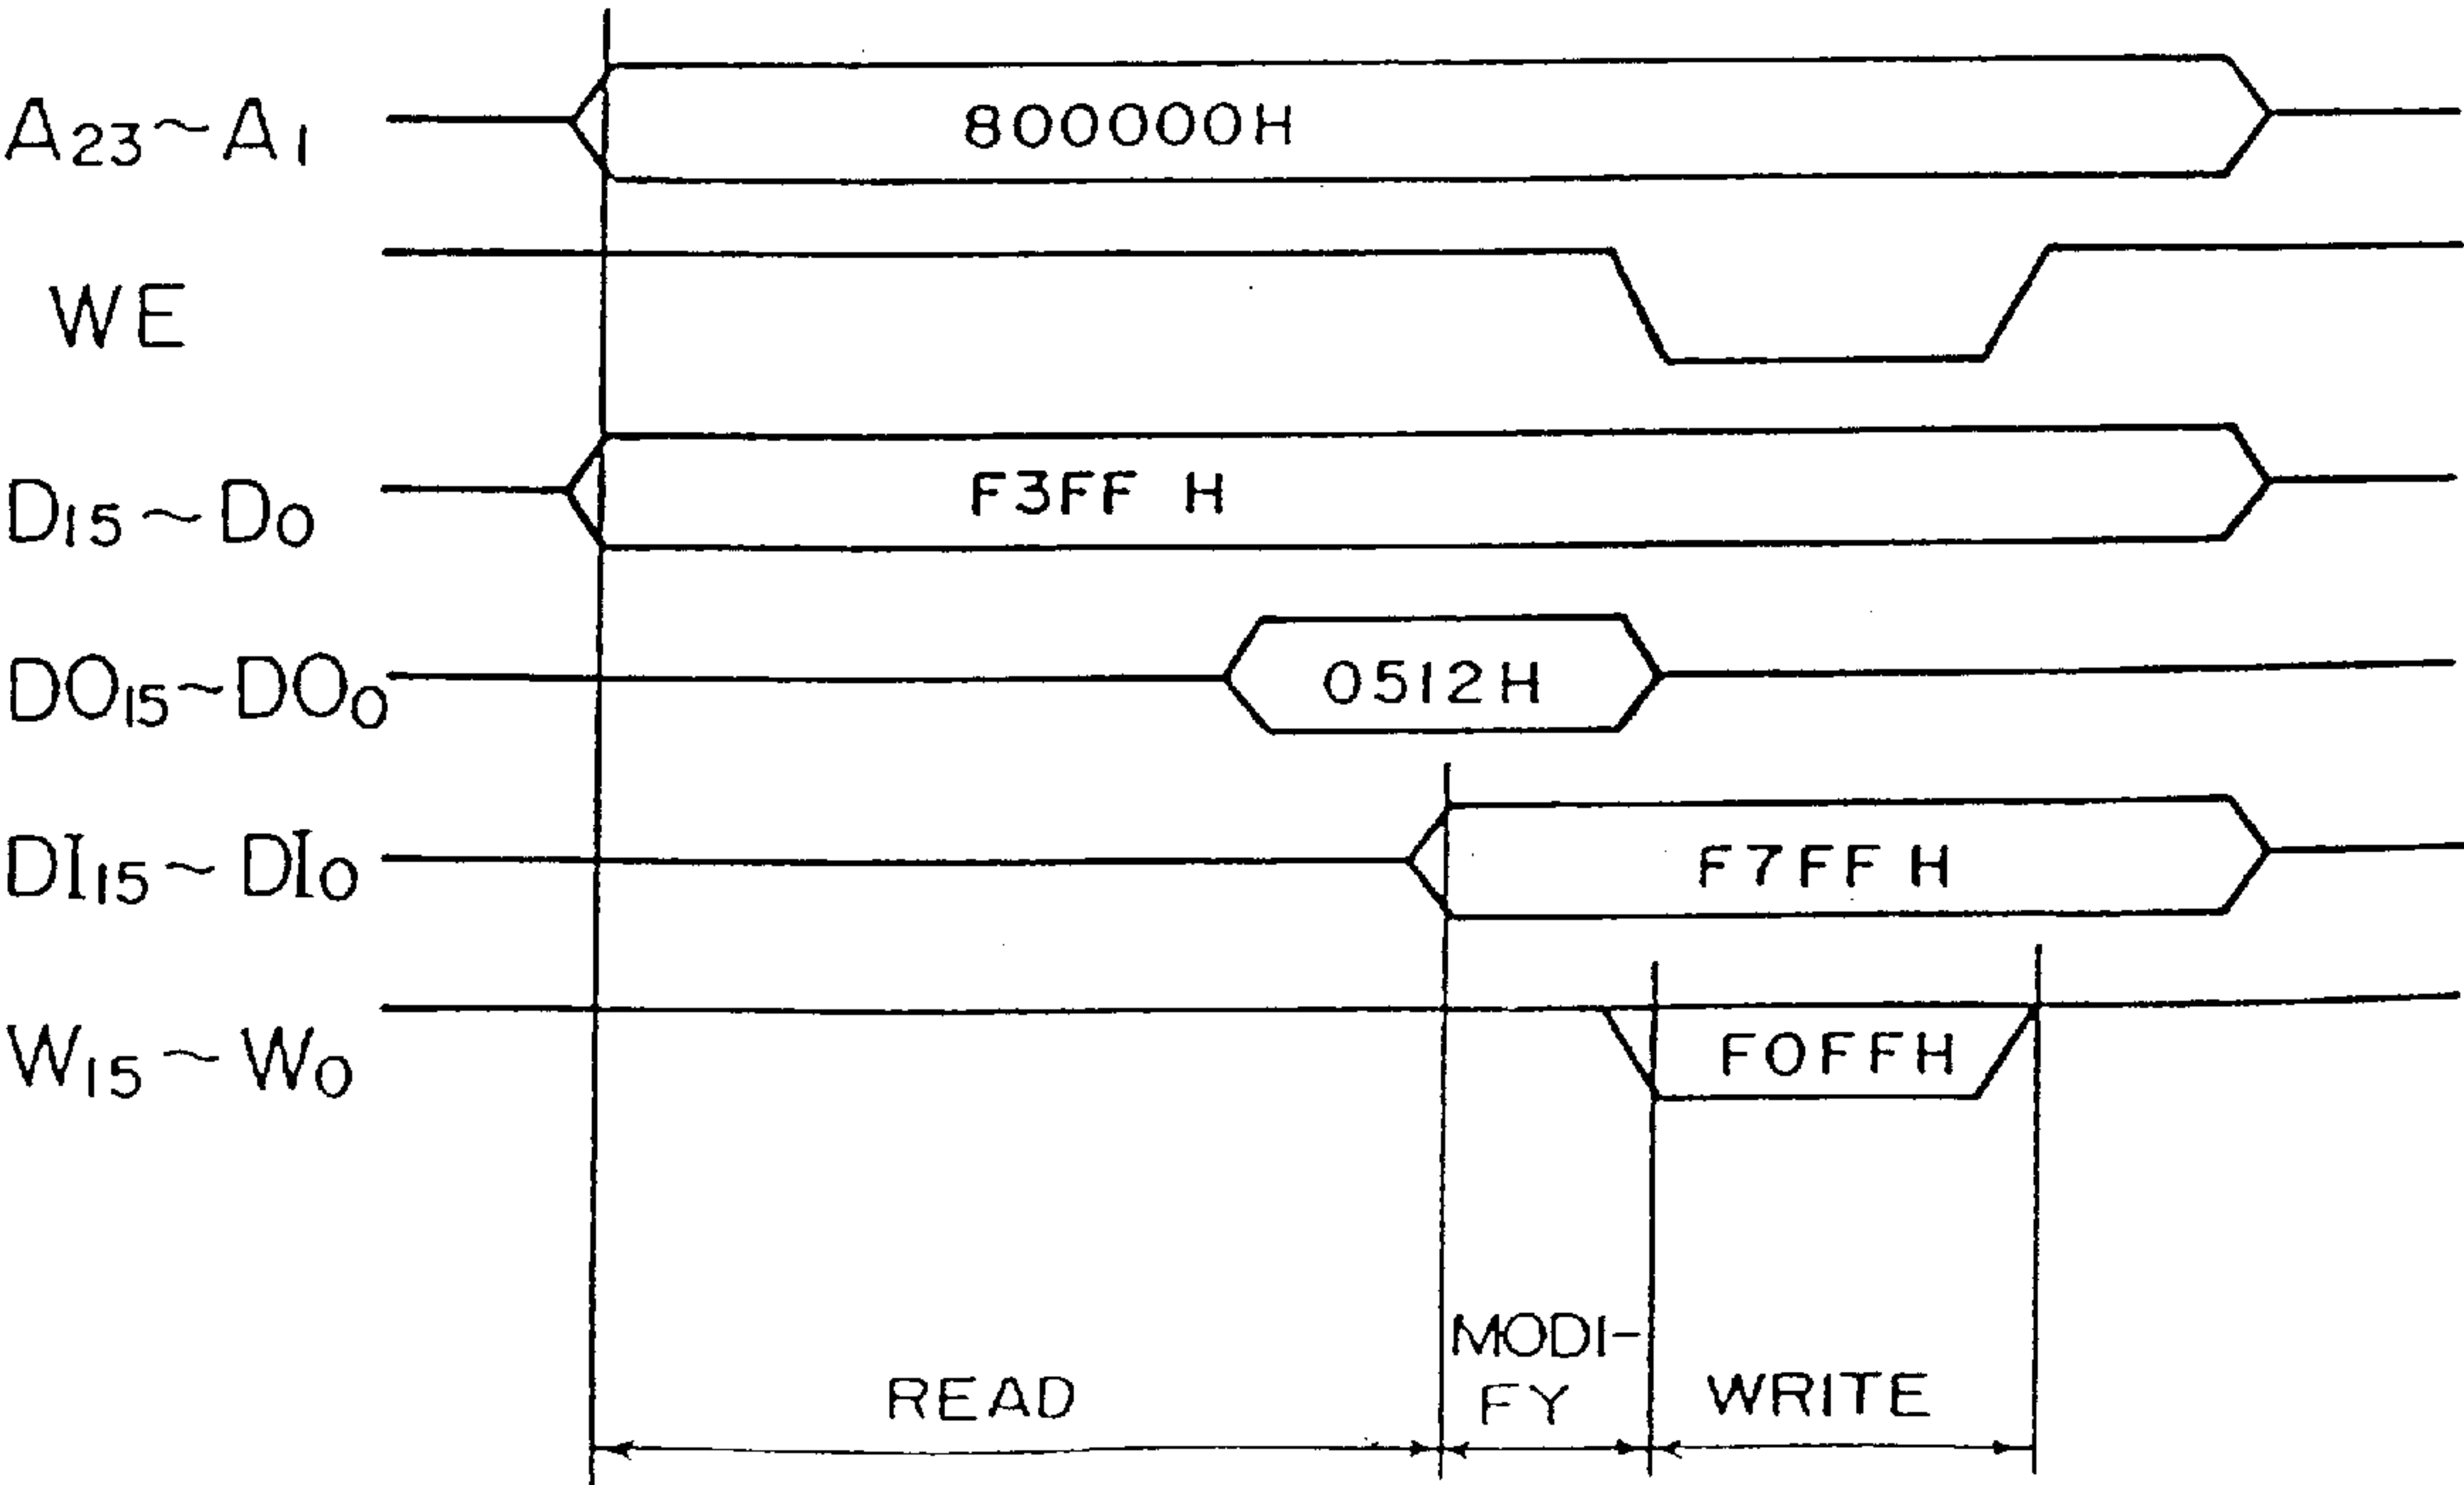 A23~A1 800000H
WE
D15~D0 F3FF H
DO15~DO0 0512H
DI15~DI0 F7FF H
W15~W0 F0FFH
READ MODI-
FY WRITE